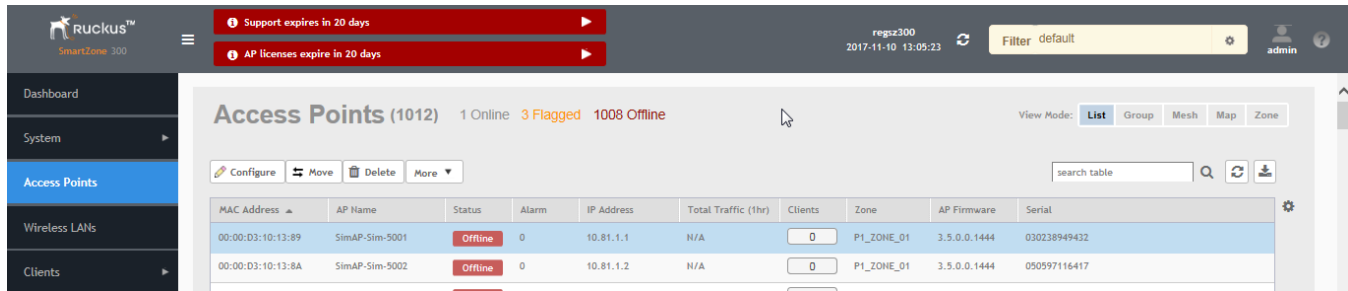 RUCKUS™
SmartZone 300
Support expires in 20 days
AP licenses expire in 20 days
regsz300
2017-11-10 13:05:23
Filter default
admin
Dashboard
System
Access Points
Wireless LANs
Clients
Access Points (1012) 1 Online 3 Flagged 1008 Offline
View Mode: List Group Mesh Map Zone
Configure Move Delete More
search table
MAC Address AP Name Status Alarm IP Address Total Traffic (1hr) Clients Zone AP Firmware Serial
00:00:D3:10:13:89 SimAP-Sim-5001 Offline 0 10.81.1.1 N/A 0 P1_ZONE_01 3.5.0.0.1444 030238949432
00:00:D3:10:13:8A SimAP-Sim-5002 Offline 0 10.81.1.2 N/A 0 P1_ZONE_01 3.5.0.0.1444 050597116417